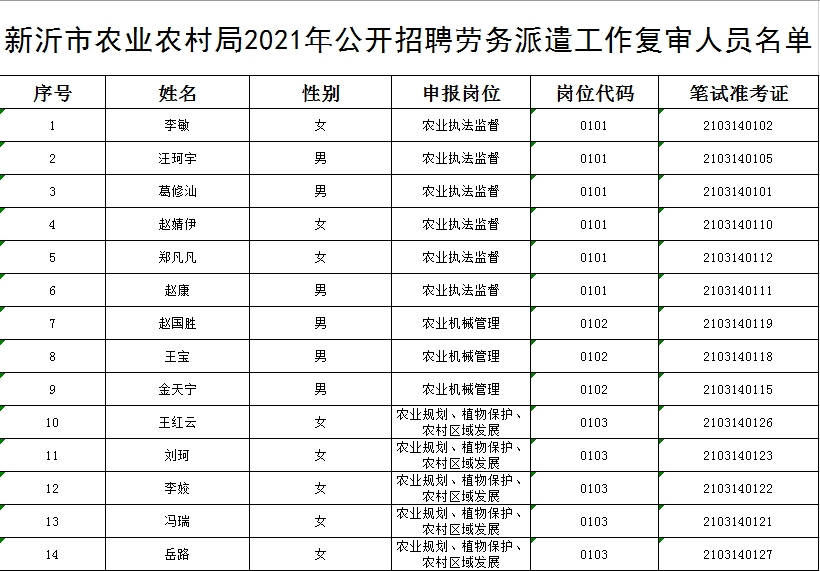 新沂市农业农村局2021年公开招聘劳务派遣工作复审人员名单
序号 姓名 性别 申报岗位 岗位代码 笔试准考证
1 李敏 女 农业执法监督 0101 2103140102
2 汪珂宇 男 农业执法监督 0101 2103140105
3 葛修汕 男 农业执法监督 0101 2103140101
4 赵婧伊 女 农业执法监督 0101 2103140110
5 郑凡凡 女 农业执法监督 0101 2103140112
6 赵康 男 农业执法监督 0101 2103140111
7 赵国胜 男 农业机械管理 0102 2103140119
8 王宝 男 农业机械管理 0102 2103140118
9 金天宁 男 农业机械管理 0102 2103140115
10 王红云 女 农业规划、植物保护、
农村区域发展 0103 2103140126
11 刘珂 女 农业规划、植物保护、
农村区域发展 0103 2103140123
12 李姣 女 农业规划、植物保护、
农村区域发展 0103 2103140122
13 冯瑞 女 农业规划、植物保护、
农村区域发展 0103 2103140121
14 岳路 女 农业规划、植物保护、
农村区域发展 0103 2103140127